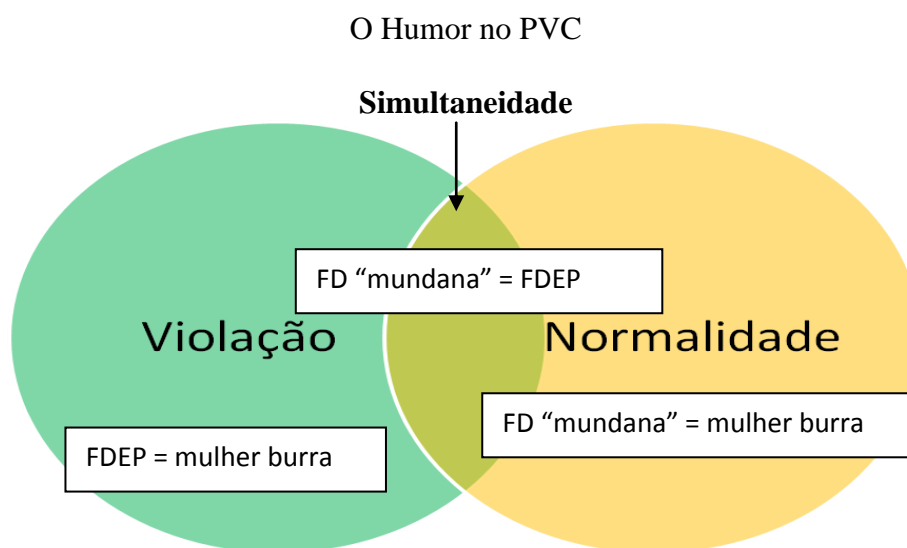 O Humor no PVC
Simultaneidade
FD “mundana” = FDEP
Violação
Normalidade
FD “mundana” = mulher burra
FDEP = mulher burra